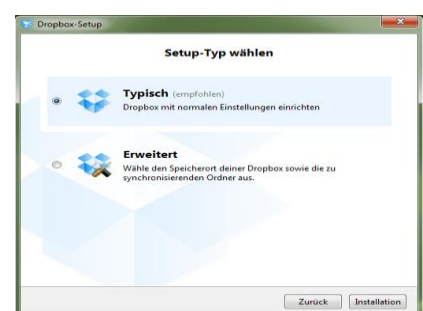 Dropbox-Setup
Setup-Typ wählen
Typisch (empfohlen)
Dropbox mit normalen Einstellungen einrichten
Erweitert
Wähle den Speicherort deiner Dropbox sowie die zu
synchronisierenden Ordner aus.
Zurück
Installation